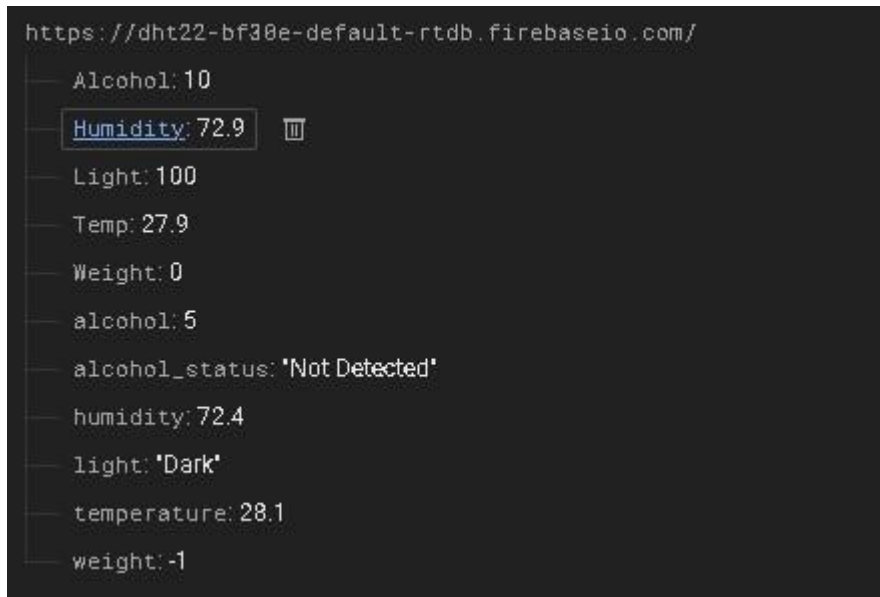 https://dht22-bf30e-default-rtdb.firebaseio.com/
Alcohol: 10
Humidity: 72.9
Light: 100
Temp: 27.9
Weight: 0
alcohol: 5
alcohol_status: "Not Detected"
humidity: 72.4
light: "Dark"
temperature: 28.1
weight: -1